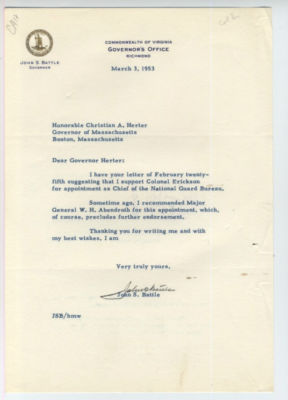 COMMONWEALTH OF VIRGINIA
GOVERNOR'S OFFICE
RICHMOND
JOHN S. BATTLE
GOVERNOR
March 3, 1953
Honorable Christian A. Herter
Governor of Massachusetts
Boston, Massachusetts
Dear Governor Herter:
I have your letter of February twenty-
fifth suggesting that I support Colonel Erickson
for appointment as Chief of the National Guard Bureau.
Sometime ago, I recommended Major
General W. H. Abendroth for this appointment, which,
of course, precludes further endorsement.
Thanking you for writing me and with
my best wishes, I am
Very truly yours,
John S. Battle
John S. Battle
JSB/hmw